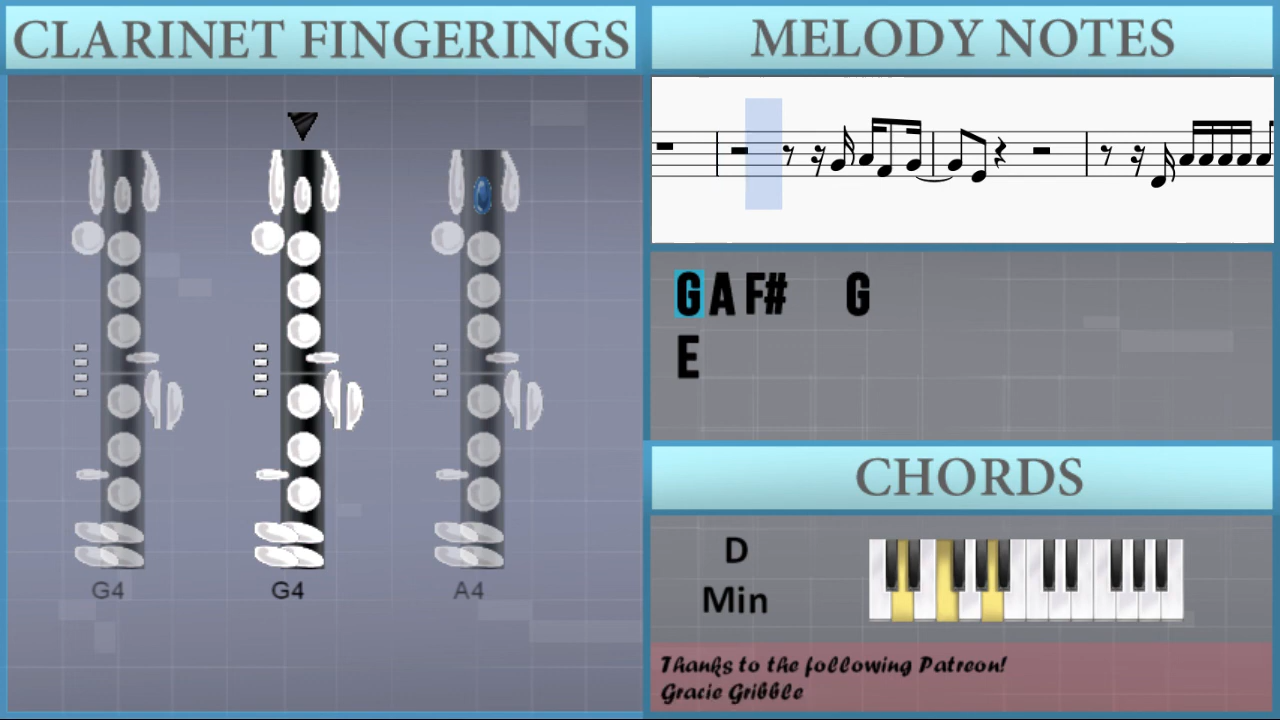 CLARINET FINGERINGS
G4
G4
A4
MELODY NOTES
G A F# G
E
CHORDS
D
Min
Thanks to the following Patreon!
Gracie Gribble